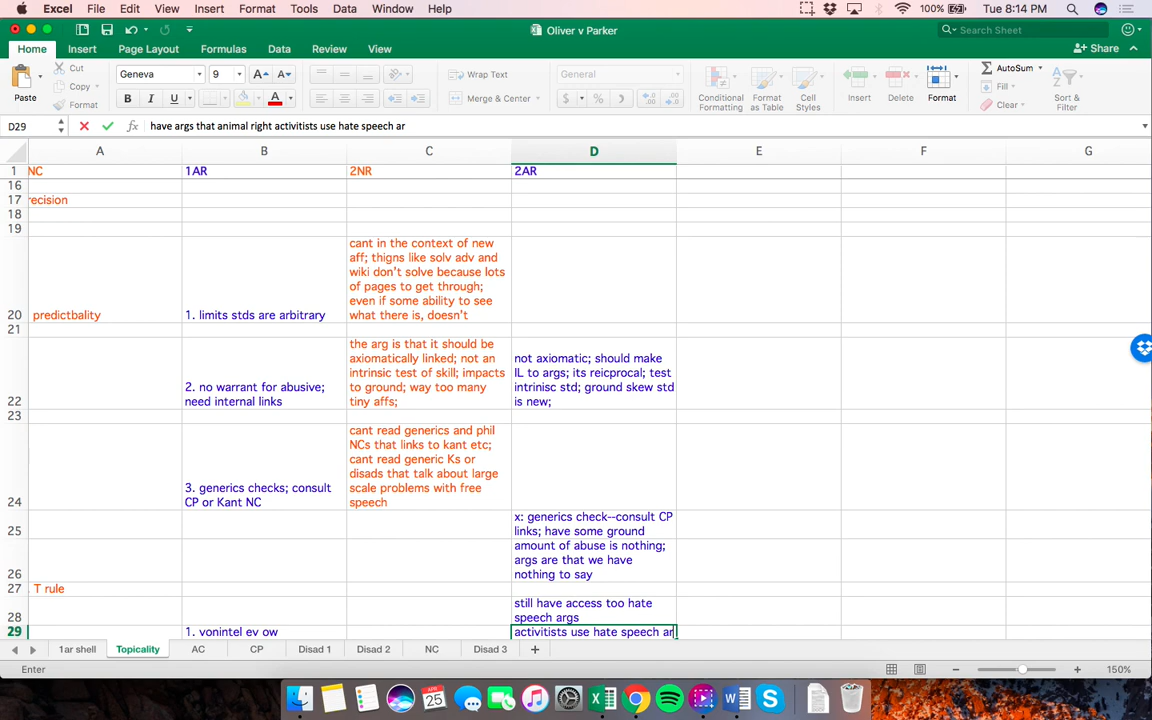 Excel File Edit View Insert Format Tools Data Window Help 100% Tue 8:14 PM
Oliver v Parker
Search Sheet
Home Insert Page Layout Formulas Data Review View
Share
Paste
Cut
Copy
Format
Geneva 9
A A
B I U A
Wrap Text
Merge & Center
General
$ %
Conditional Formatting
Format as Table
Cell Styles
Insert
Delete
Format
AutoSum
Fill
Clear
Sort & Filter
D29
fx
have args that animal right activitists use hate speech ar
A B C D E F G
1 NC 1AR 2NR 2AR
16
17 recision
18
19
cant in the context of new
aff; thigns like solv adv and
wiki don't solve because lots
of pages to get through;
even if some ability to see
what there is, doesn't
20 predictbality
1. limits stds are arbitrary
21
the arg is that it should be
axiomatically linked; not an
intrinsic test of skill; impacts
to ground; way too many
tiny affs;
not axiomatic; should make
IL to args; its reicprocal; test
intrinisc std; ground skew std
is new;
2. no warrant for abusive;
need internal links
22
23
cant read generics and phil
NCs that links to kant etc;
cant read generic Ks or
disads that talk about large
scale problems with free
speech
3. generics checks; consult
CP or Kant NC
24
x: generics check--consult CP
links; have some ground
25
amount of abuse is nothing;
args are that we have
nothing to say
26
27 T rule
still have access too hate
speech args
28
29 1. vonintel ev ow
activitists use hate speech ar
1ar shell Topicality AC CP Disad 1 Disad 2 NC Disad 3 +
Enter
150%
APR
25